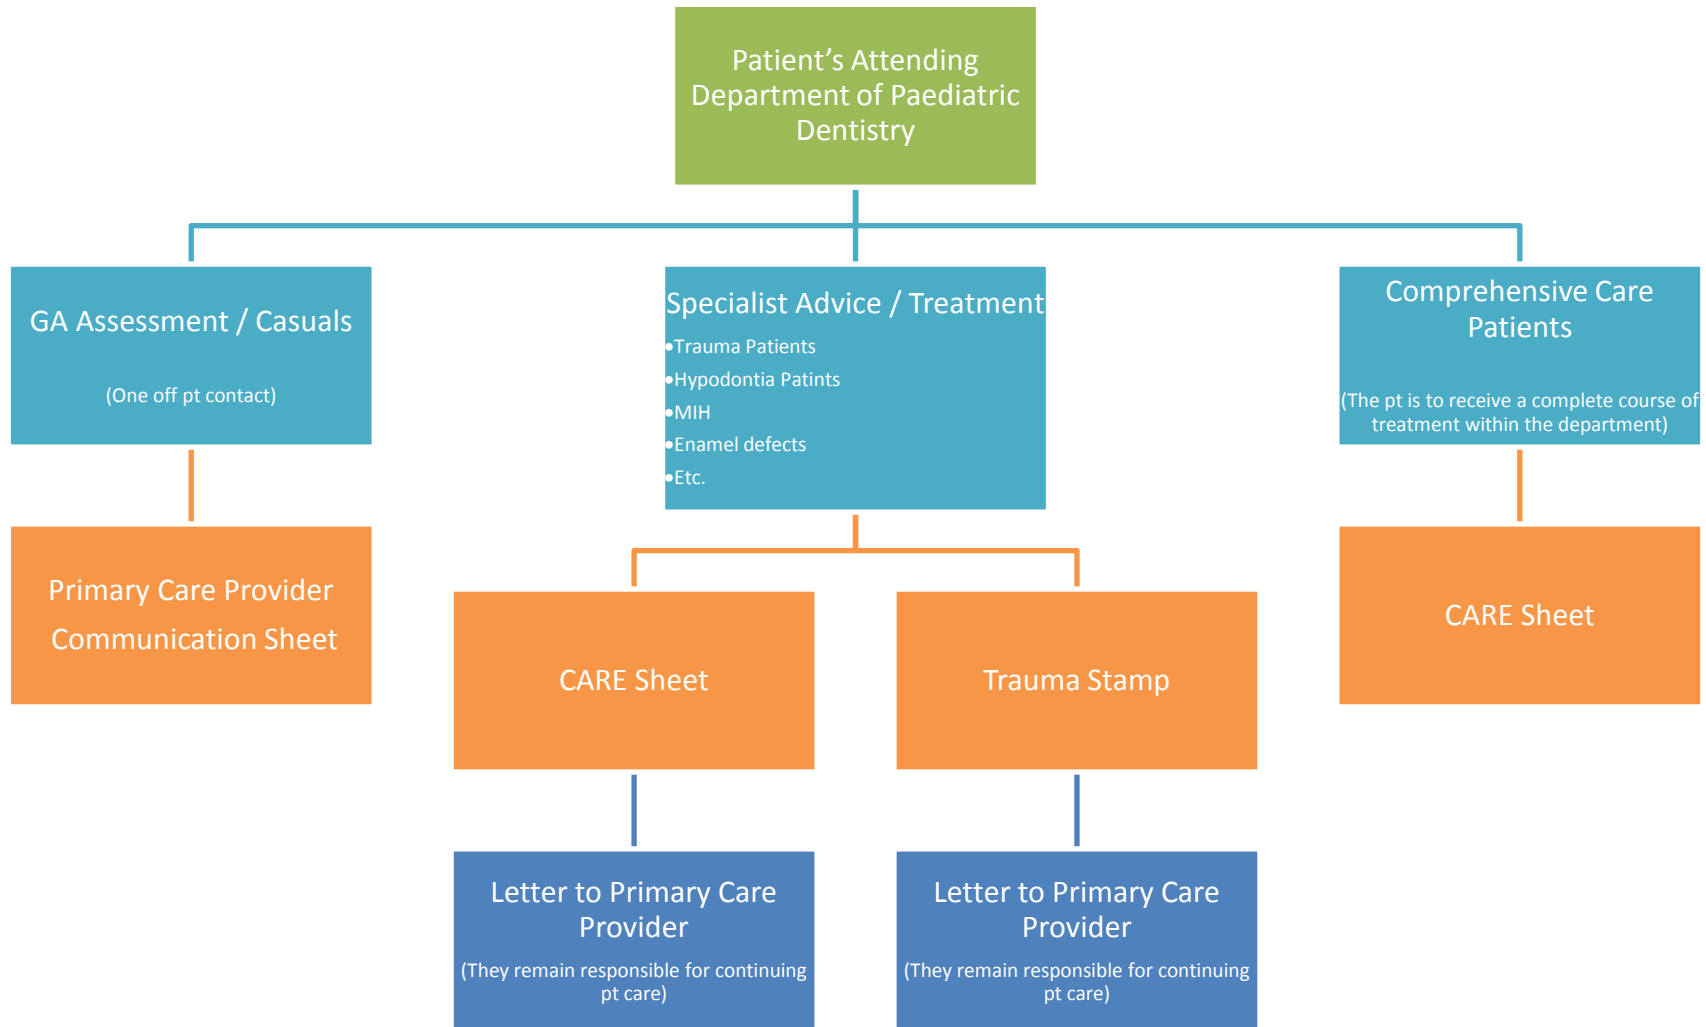 Patient’s Attending
Department of Paediatric
Dentistry
GA Assessment / Casuals
(One off pt contact)
Specialist Advice / Treatment
•Trauma Patients
•Hypodontia Patints
•MIH
•Enamel defects
•Etc.
Comprehensive Care
Patients
(The pt is to receive a complete course of
treatment within the department)
Primary Care Provider
Communication Sheet
CARE Sheet
Trauma Stamp
CARE Sheet
Letter to Primary Care
Provider
(They remain responsible for continuing
pt care)
Letter to Primary Care
Provider
(They remain responsible for continuing
pt care)